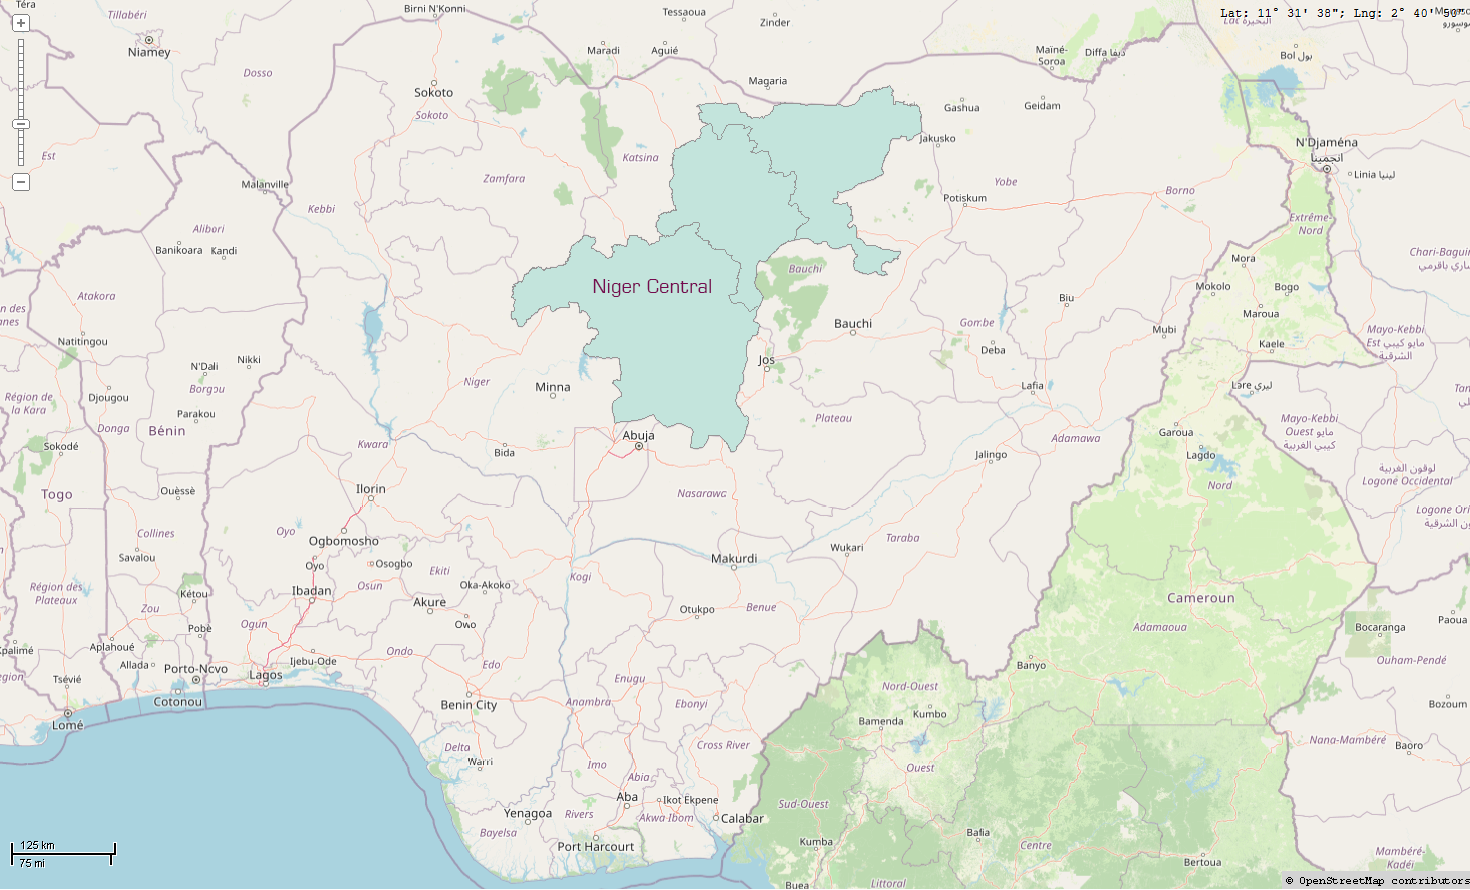 Téra
Birni N'Konni
Tessaoua
Zinder
Lat: 11° 31' 38"; Lng: 2° 40' 50"
Tillabéri
Niamey
Maradi
Aguié
Maïné-
Soroa
Diffa ديفا
Bol بول
Dosso
Magaria
Sokoto
Sokoto
Gashua
Geidam
N'Djaména
انجمينا
Jakusko
Est
Katsina
Linia لينيا
Malanville
Zamfara
Yobe
Borno
Kebbi
Potiskum
Extrême-
Nord
Alibori
Banikoara
Kandi
Mora
Chari-Baguir
شاري باقرمي
Bauchi
Niger Central
Atakora
Mokolo
Bogo
Biu
Maroua
Natitingou
Bauchi
Gombe
Mubi
Mayo-Kebbi
Est مايو كيبي
الشرقية
Kaele
Deba
N'Dali
Nikki
Jos
Borgou
Niger
Minna
Lafia
Léré ليري
Région de
la Kara
Djougou
Parakou
Donga
Bénin
Plateau
Mayo-Kebbi
Ouest مايو
كيبي الغربية
Sokodé
Kwara
Bida
Abuja
Adamawa
Garoua
Lagdo
Jalingo
Togo
Ouèssè
Ilorin
Nasarawa
Nord
لوقون الغربية
Logone Occidental
Collines
Oyo
Ogbomosho
Savalou
Taraba
Oyo
Osogbo
Makurdi
Wukari
Région des
Plateaux
Kétou
Ibadan
Osun
Ekiti
Oka-Akoko
Kogi
Cameroun
Zou
Akure
Otukpo
Benue
Ogun
Owo
Pobè
Adamaoua
Bocaranga
Paoua
Aplahoué
Kpalimé
Allada
Ijebu-Ode
Ondo
Edo
Porto-Novo
Lagos
Banyo
Ouham-Pendé
Tsévié
Enugu
Cotonou
Benin City
Anambra
Ebonyi
Nord-Ouest
Bamenda
Kumbo
Bozoum
Lomé
Delta
Warri
Cross River
Nana-Mambéré
Baoro
Imo
Abia
Ouest
Aba
Ikot Ekpene
Sud-Ouest
Yenagoa
Rivers
Akwa Ibom
Calabar
Bayelsa
Bafia
Kumba
Centre
125 km
Port Harcourt
75 mi
Mambéré-
Kadéï
Bertoua
Buea
Littoral
© OpenStreetMap contributors